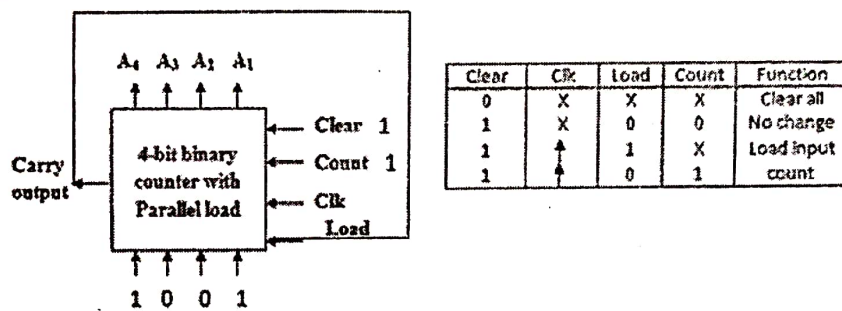 A₄ A₃ A₂ A₁
Clear 1
Count 1
Clk
Load
4-bit binary
counter with
Parallel load
Carry
output
1 0 0 1
Clear Clk Load Count Function
0 X X X Clear all
1 X 0 0 No change
1 ↑ 1 X Load input
1 ↑ 0 1 count